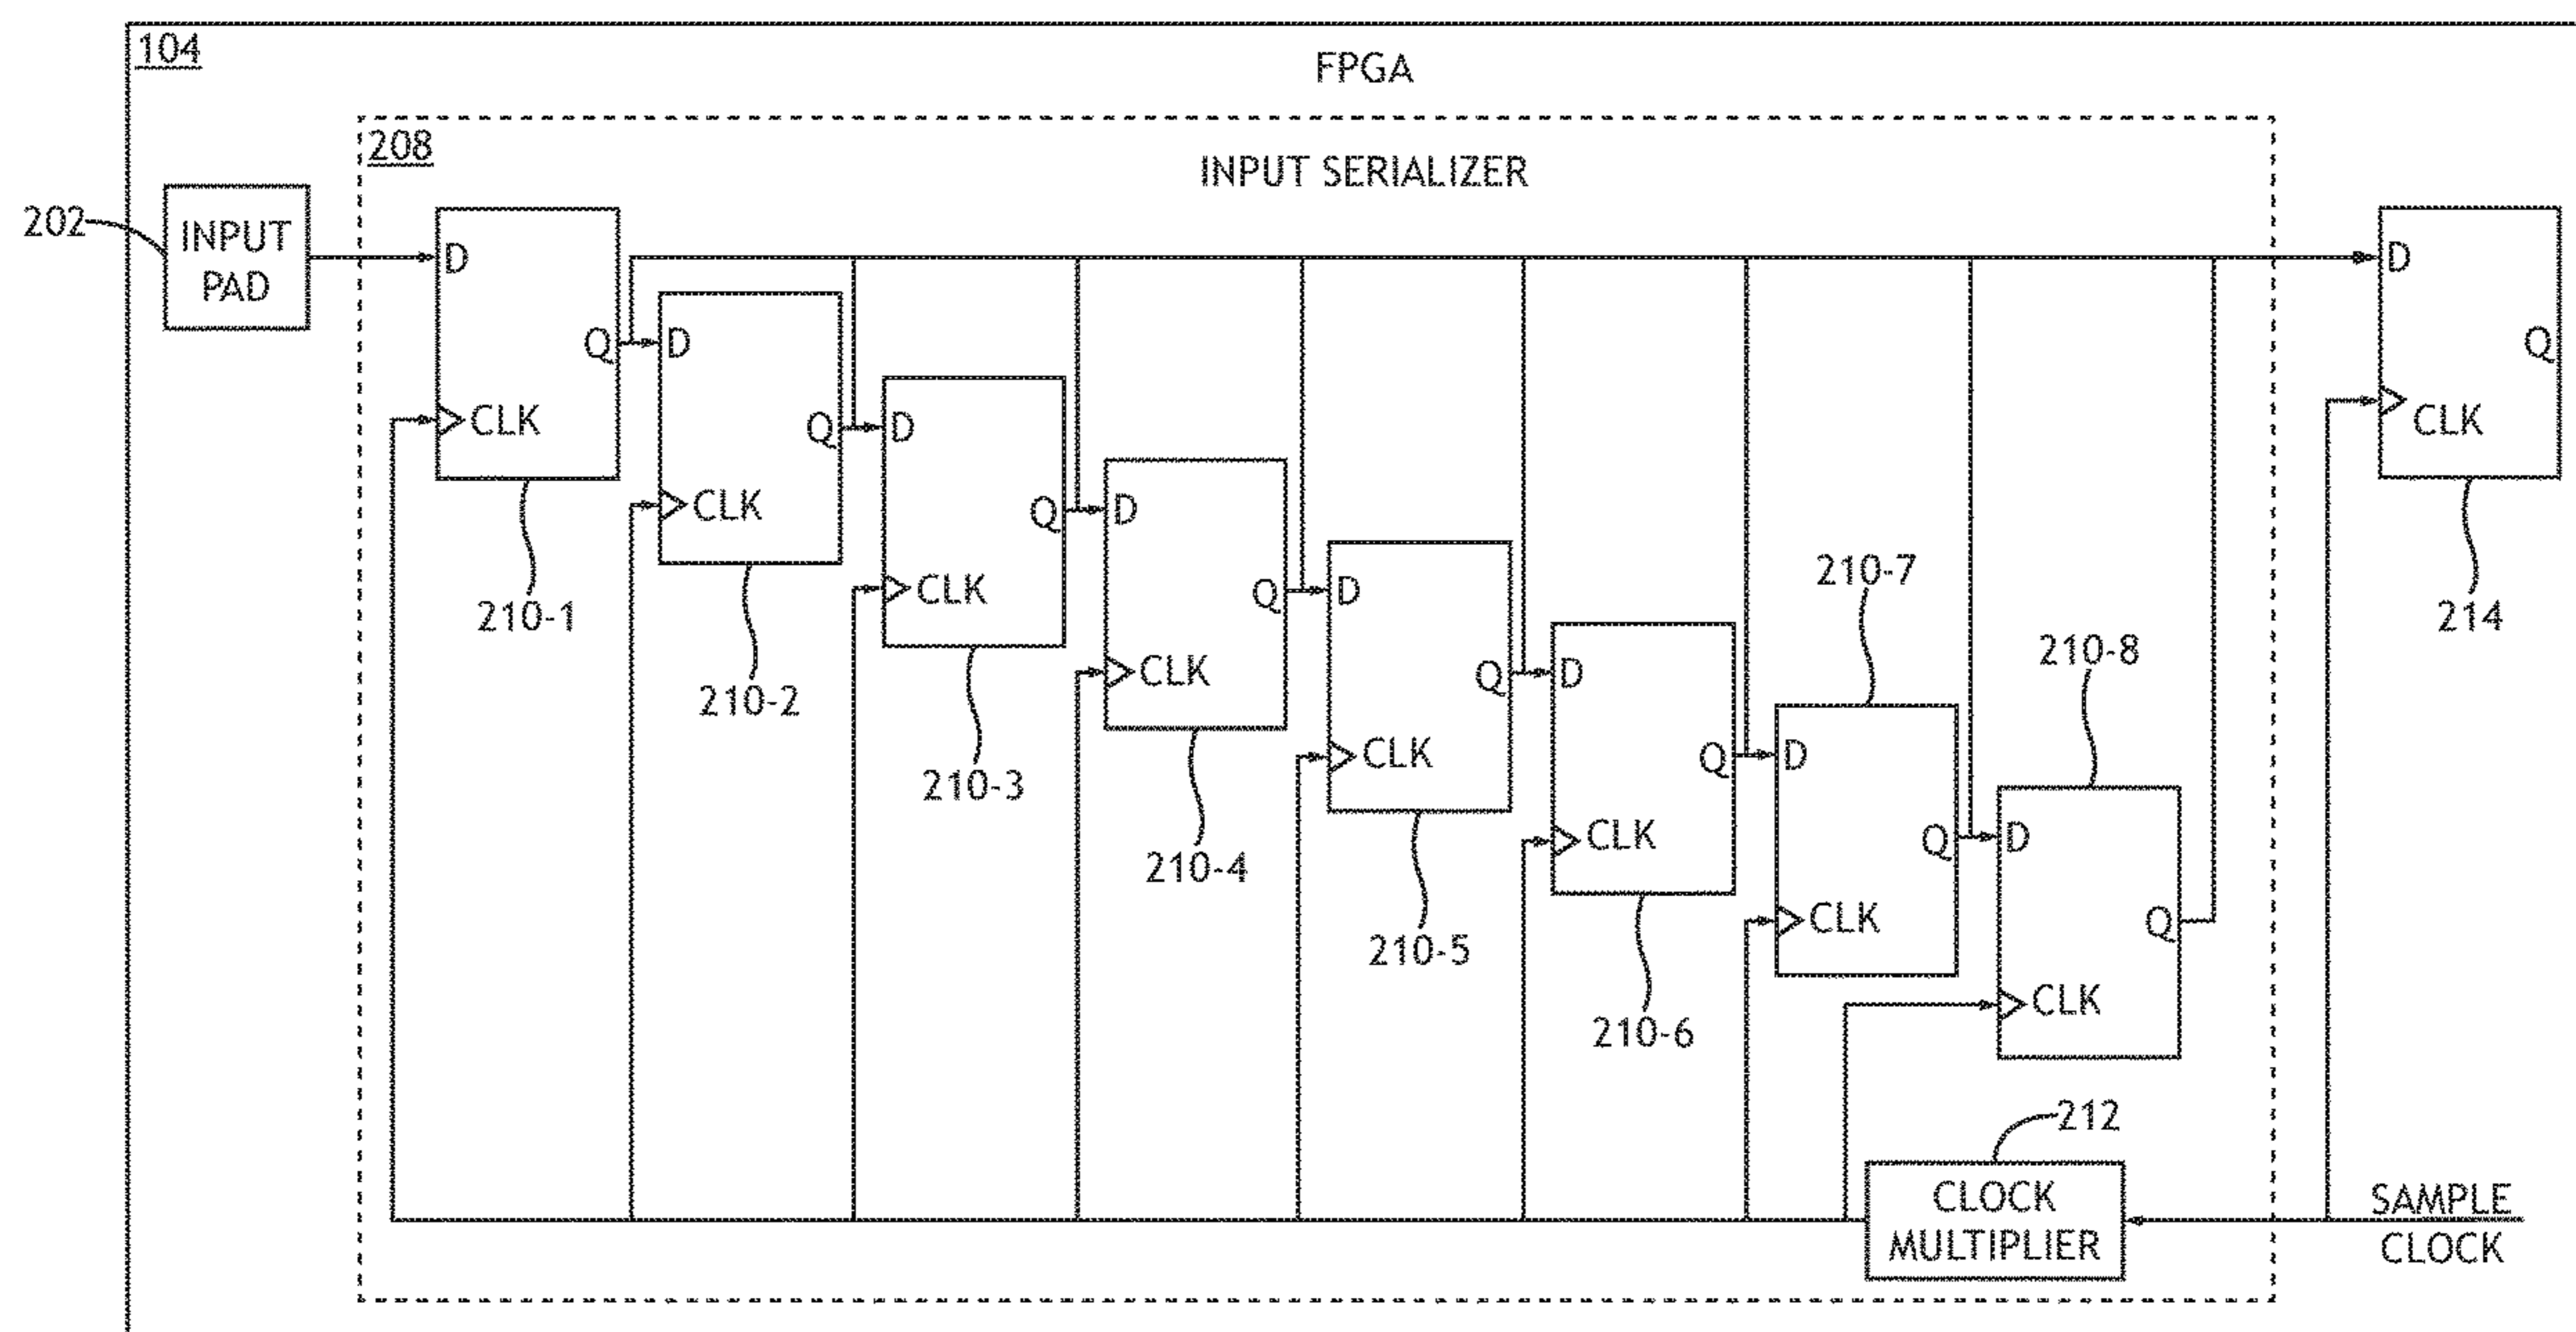 104
FPGA
208
INPUT SERIALIZER
202
INPUT
PAD
D
Q
CLK
210-1
D
Q
CLK
210-2
D
Q
CLK
210-3
D
Q
CLK
210-4
D
Q
CLK
210-5
D
Q
CLK
210-6
210-7
D
Q
CLK
210-8
D
Q
CLK
D
Q
CLK
214
212
CLOCK
MULTIPLIER
SAMPLE
CLOCK